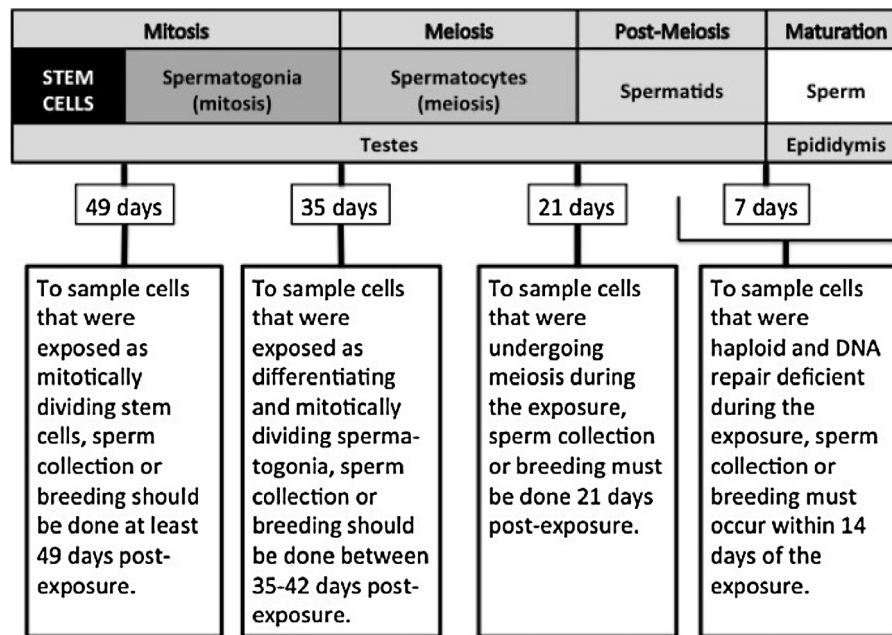 Mitosis
Meiosis
Post-Meiosis
Maturation
STEM
CELLS
Spermatogonia
(mitosis)
Spermatocytes
(meiosis)
Spermatids
Sperm
Testes
Epididymis
49 days
35 days
21 days
7 days
To sample cells
that were
exposed as
mitotically
dividing stem
cells, sperm
collection or
breeding should
be done at least
49 days post-
exposure.
To sample cells
that were
exposed as
differentiating
and mitotically
dividing sperma-
togonia, sperm
collection or
breeding should
be done between
35-42 days post-
exposure.
To sample cells
that were
undergoing
meiosis during
the exposure,
sperm collection
or breeding must
be done 21 days
post-exposure.
To sample cells
that were
haploid and DNA
repair deficient
during the
exposure, sperm
collection or
breeding must
occur within 14
days of the
exposure.